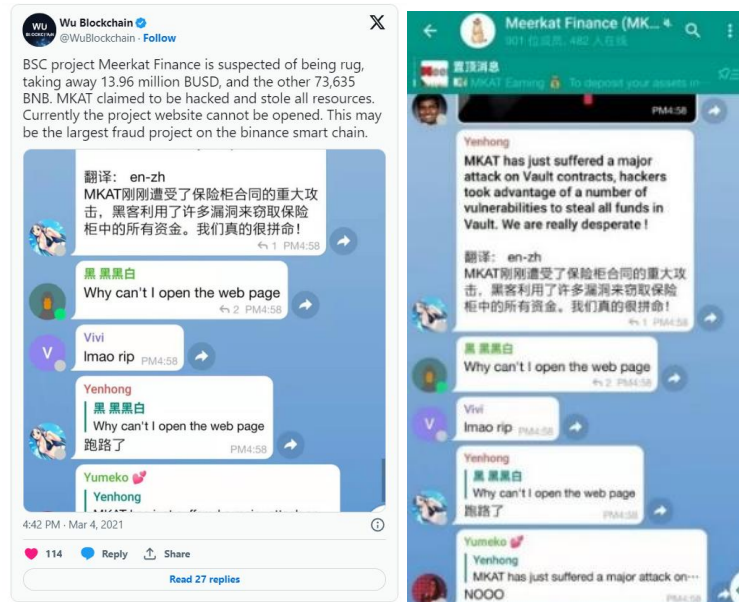 WU
BLOCKCHAIN
Wu Blockchain
@WuBlockchain · Follow
X
BSC project Meerkat Finance is suspected of being rug,
taking away 13.96 million BUSD, and the other 73,635
BNB. MKAT claimed to be hacked and stole all resources.
Currently the project website cannot be opened. This may
be the largest fraud project on the binance smart chain.
翻译： en-zh
MKAT刚刚遭受了保险柜合同的重大攻
击，黑客利用了许多漏洞来窃取保险
柜中的所有资金。我们真的很拼命！
1 PM4:58
黑 黑黑白
Why can't I open the web page
2 PM4:58
V
Vivi
lmao rip PM4:58
Yenhong
黑 黑黑白
Why can't I open the web page
跑路了 PM4:58
Yumeko 💕
Yenhong
4:42 PM · Mar 4, 2021
114 Reply Share
Read 27 replies
Meerkat Finance (MK...
901 位成员, 482 人在线
置顶消息
MKAT Earning 💰 To deposit your assets in
PM4:58
Yenhong
MKAT has just suffered a major
attack on Vault contracts, hackers
took advantage of a number of
vulnerabilities to steal all funds in
Vault. We are really desperate !
翻译： en-zh
MKAT刚刚遭受了保险柜合同的重大攻
击，黑客利用了许多漏洞来窃取保险
柜中的所有资金。我们真的很拼命！
1 PM4:58
黑 黑黑白
Why can't I open the web page
2 PM4:58
V
Vivi
lmao rip PM4:58
Yenhong
黑 黑黑白
Why can't I open the web page
跑路了 PM4:58
Yumeko 💕
Yenhong
MKAT has just suffered a major attack on···
NOOO PM4:58